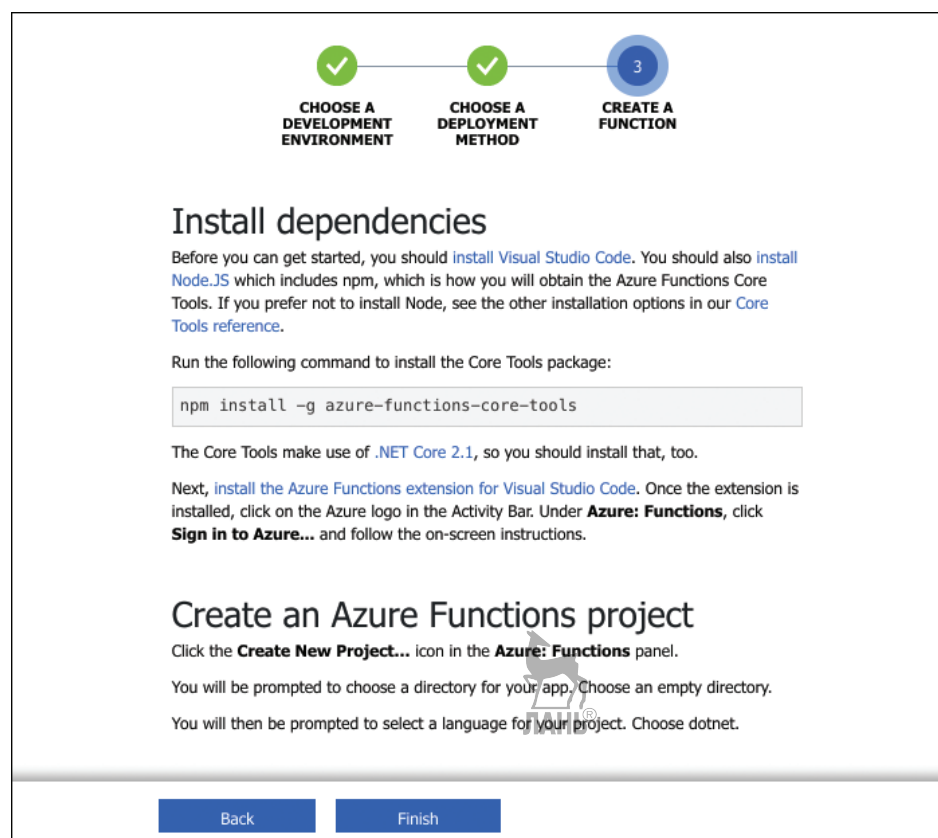 3
CHOOSE A
DEVELOPMENT
ENVIRONMENT
CHOOSE A
DEPLOYMENT
METHOD
CREATE A
FUNCTION
Install dependencies
Before you can get started, you should install Visual Studio Code. You should also install
Node.JS which includes npm, which is how you will obtain the Azure Functions Core
Tools. If you prefer not to install Node, see the other installation options in our Core
Tools reference.
Run the following command to install the Core Tools package:
npm install -g azure-functions-core-tools
The Core Tools make use of .NET Core 2.1, so you should install that, too.
Next, install the Azure Functions extension for Visual Studio Code. Once the extension is
installed, click on the Azure logo in the Activity Bar. Under Azure: Functions, click
Sign in to Azure... and follow the on-screen instructions.
Create an Azure Functions project
Click the Create New Project... icon in the Azure: Functions panel.
You will be prompted to choose a directory for your app. Choose an empty directory.
You will then be prompted to select a language for your project. Choose dotnet.
ЛАНЬ®
Back
Finish